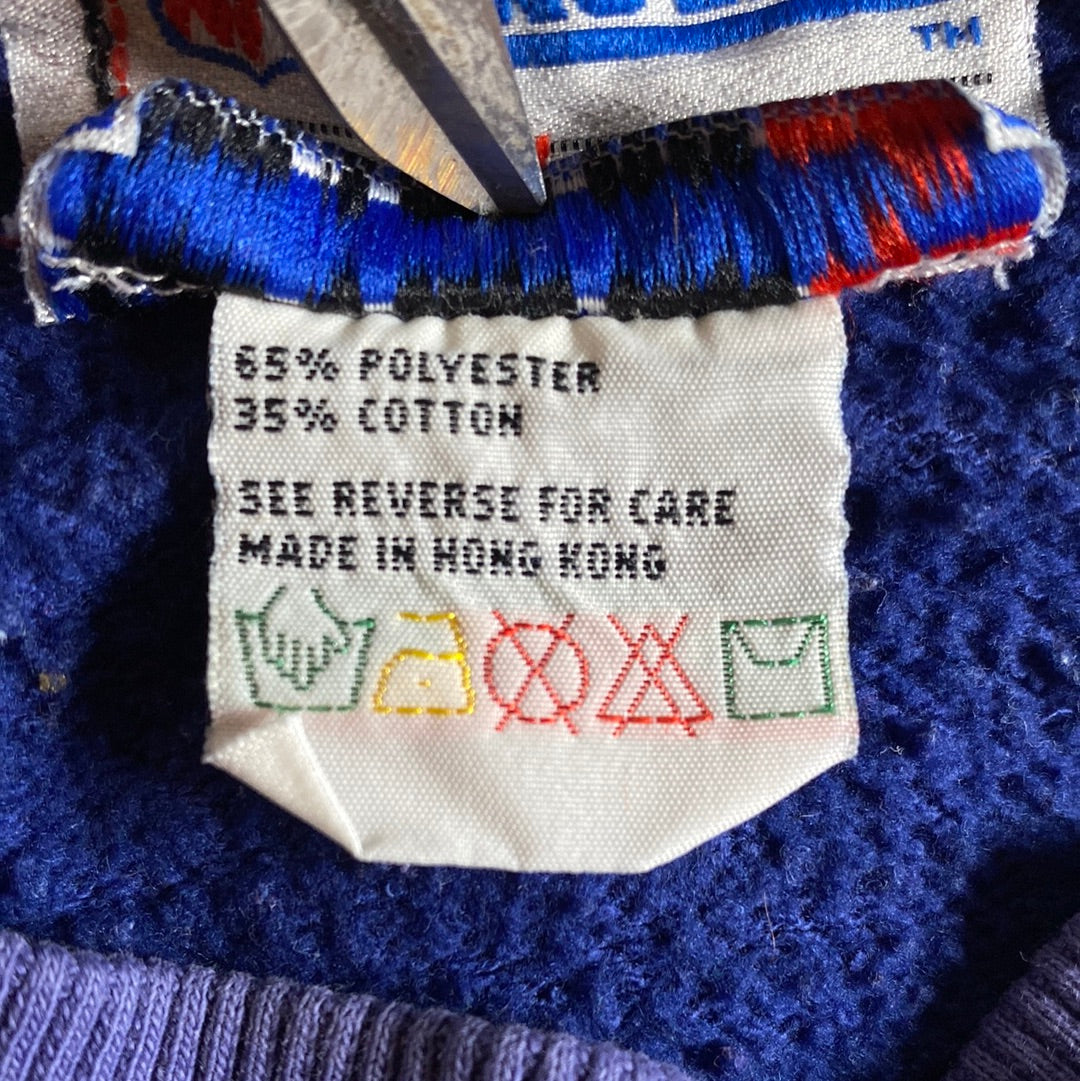 TM
65% POLYESTER
35% COTTON
SEE REVERSE FOR CARE
MADE IN HONG KONG